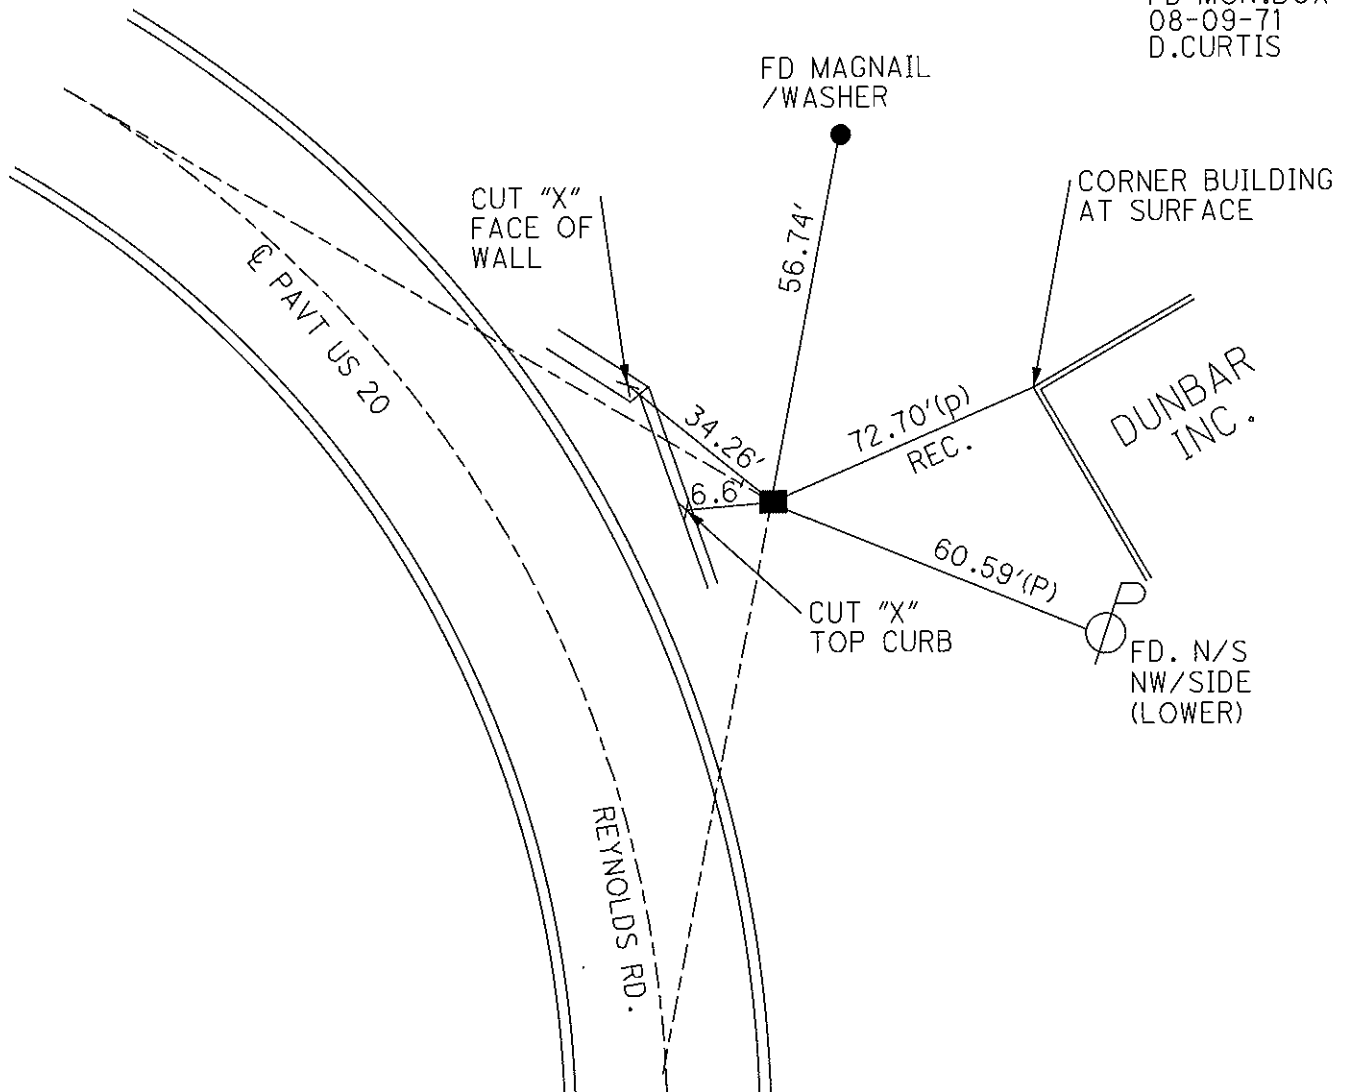 FD MON.BOX
08-09-71
D.CURTIS
FD MAGNAIL
/WASHER
CORNER BUILDING
AT SURFACE
CUT "X"
FACE OF
WALL
56.74'
℄ PAVT US 20
34.26'
72.70'(p)
REC.
DUNBAR
INC.
6.6'
60.59'(P)
CUT "X"
TOP CURB
FD. N/S
NW/SIDE
(LOWER)
REYNOLDS RD.